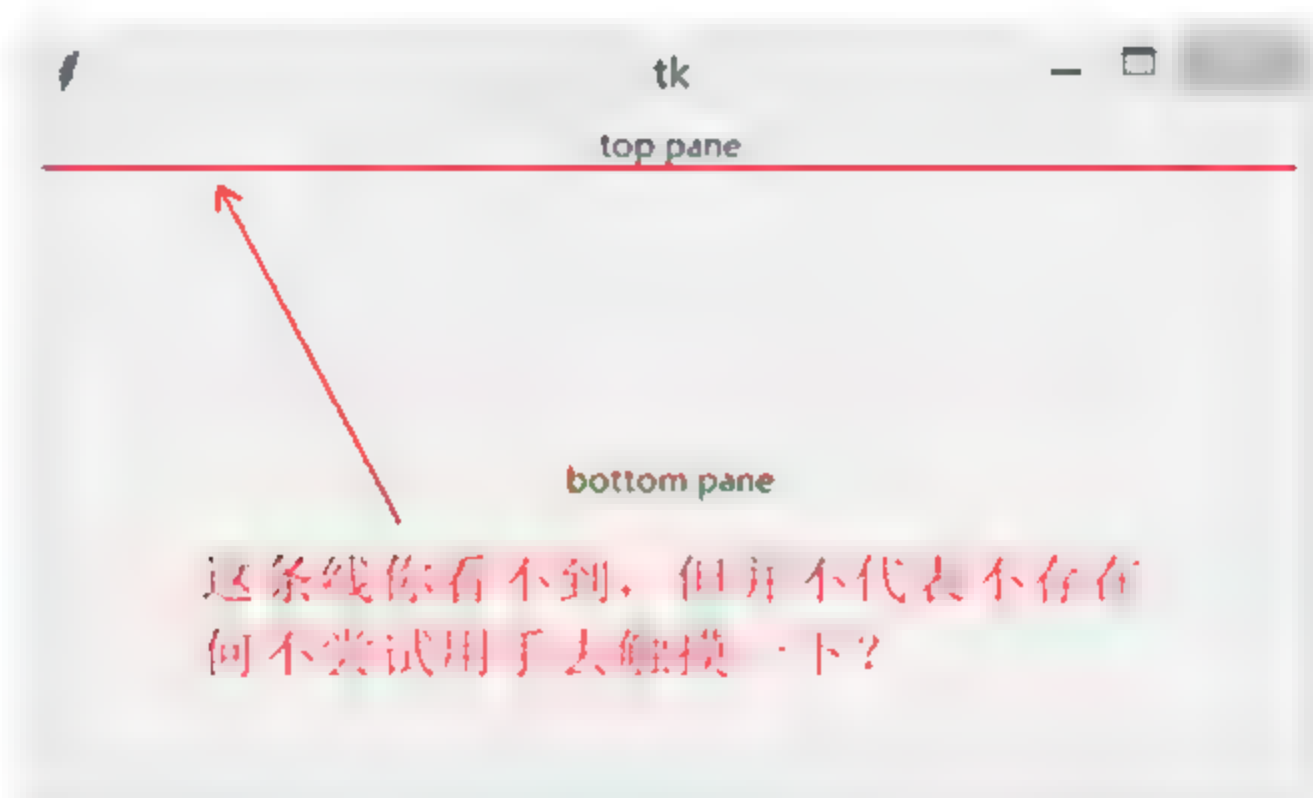 tk
top pane
bottom pane
这条线你看不到，但并不代表不存在
何不尝试用手去触摸一下？